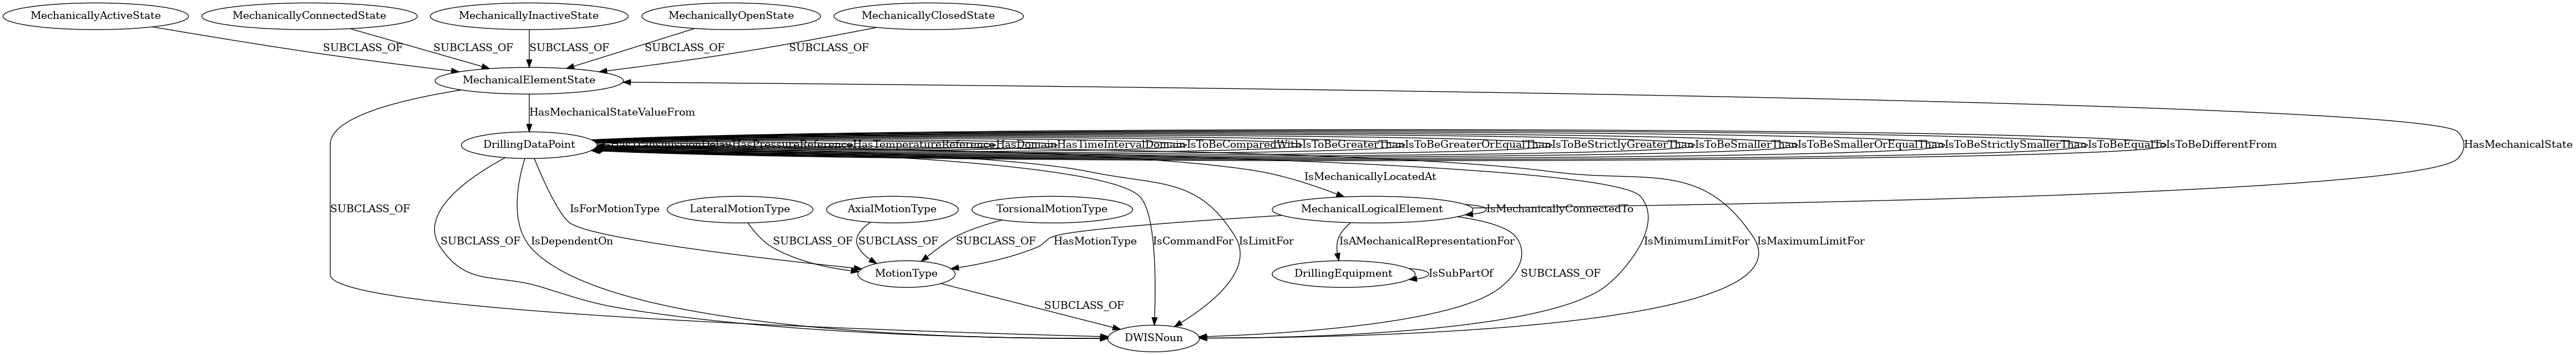 MechanicallyActiveState
MechanicallyConnectedState
MechanicallyInactiveState
MechanicallyOpenState
MechanicallyClosedState
SUBCLASS_OF
SUBCLASS_OF
SUBCLASS_OF
SUBCLASS_OF
SUBCLASS_OF
MechanicalElementState
HasMechanicalStateValueFrom
DrillingDataPoint
HasTransmissionDelay
HasPressureReference
HasTemperatureReference
HasDomain
HasTimeIntervalDomain
IsToBeComparedWith
IsToBeGreaterThan
IsToBeGreaterOrEqualThan
IsToBeStrictlyGreaterThan
IsToBeSmallerThan
IsToBeSmallerOrEqualThan
IsToBeStrictlySmallerThan
IsToBeEqualTo
IsToBeDifferentFrom
HasMechanicalState
IsMechanicallyLocatedAt
SUBCLASS_OF
IsForMotionType
LateralMotionType
AxialMotionType
TorsionalMotionType
MechanicalLogicalElement
IsMechanicallyConnectedTo
SUBCLASS_OF
IsDependentOn
SUBCLASS_OF
SUBCLASS_OF
SUBCLASS_OF
HasMotionType
IsCommandFor
IsLimitFor
IsAMechanicalRepresentationFor
IsMinimumLimitFor
IsMaximumLimitFor
MotionType
DrillingEquipment
IsSubPartOf
SUBCLASS_OF
SUBCLASS_OF
DWISNoun